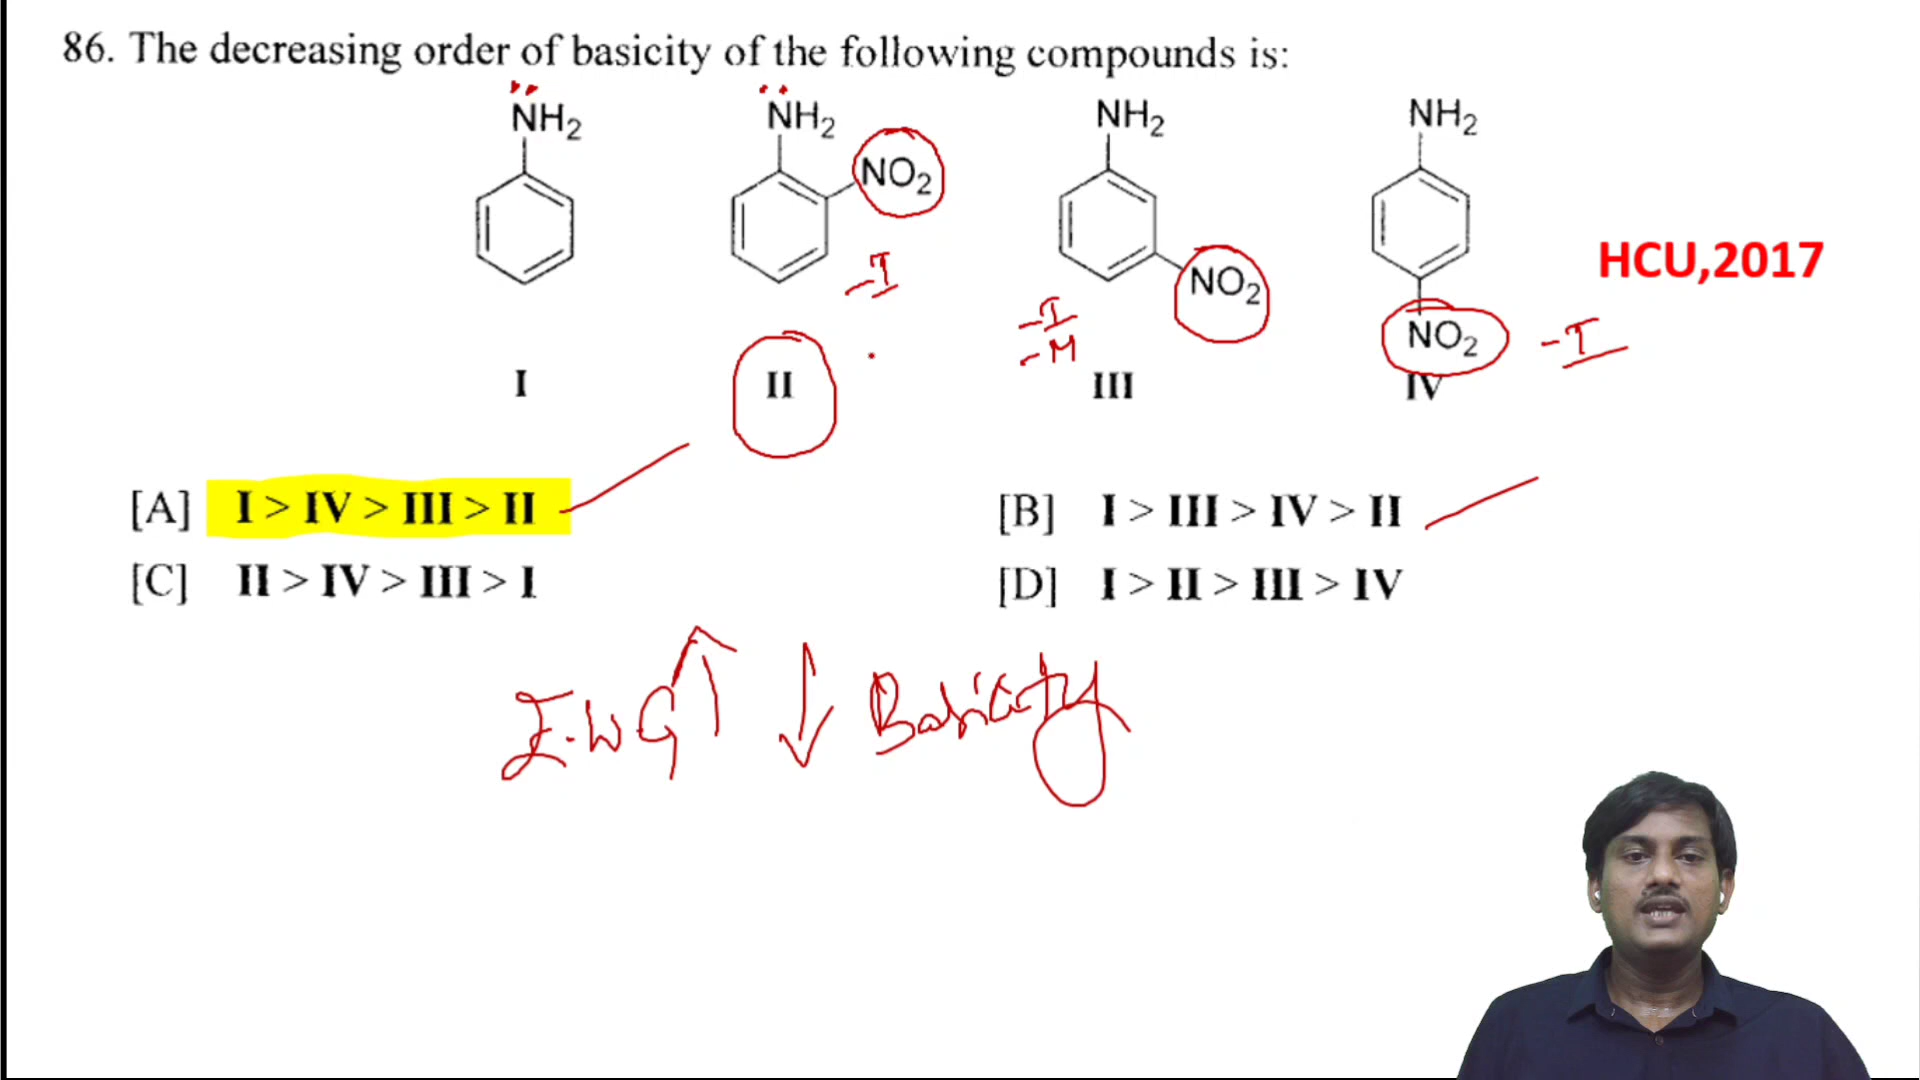 86. The decreasing order of basicity of the following compounds is:
NH2 NH2 NH2 NH2
NO2
HCU,2017
-I
NO2
-I
-M
NO2 -I
I II III IV
[A] I > IV > III > II [B] I > III > IV > II
[C] II > IV > III > I [D] I > II > III > IV
E.W G↑ ↓ Basicity